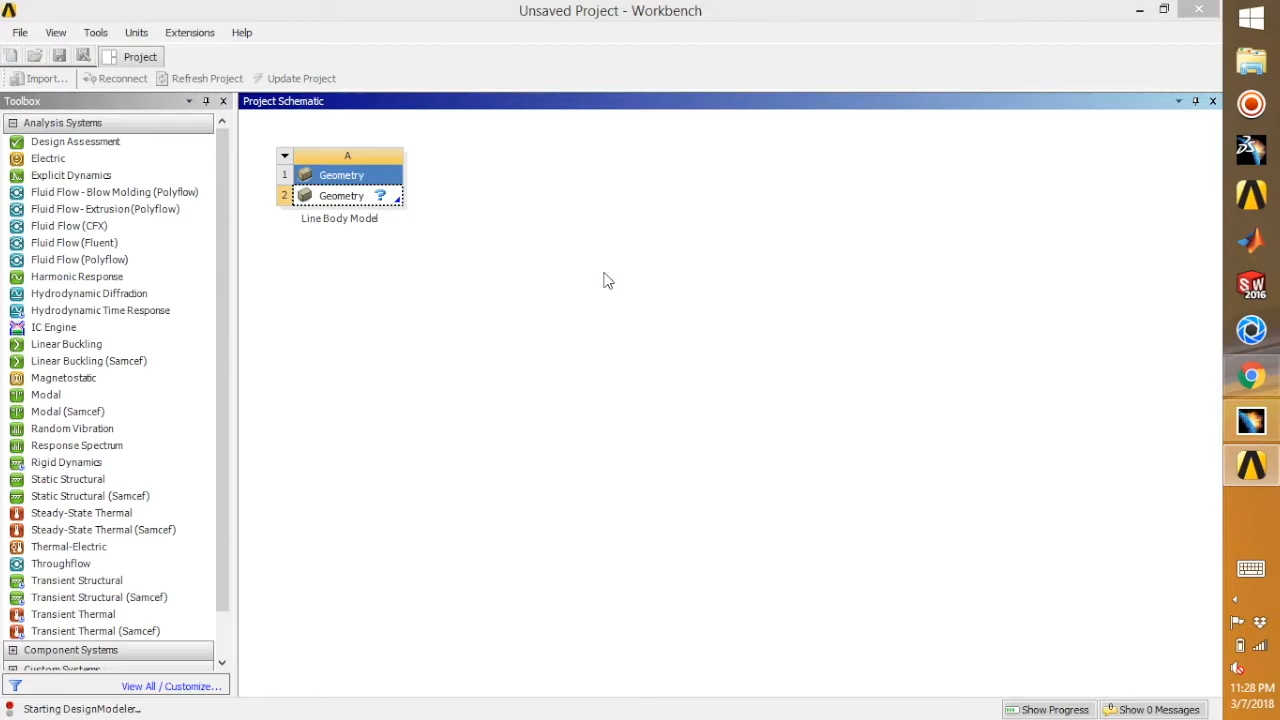 Unsaved Project - Workbench
File View Tools Units Extensions Help
Project
Import... Reconnect Refresh Project Update Project
Toolbox
Project Schematic
Analysis Systems
Design Assessment
Electric
Explicit Dynamics
Fluid Flow - Blow Molding (Polyflow)
Fluid Flow- Extrusion (Polyflow)
Fluid Flow (CFX)
Fluid Flow (Fluent)
Fluid Flow (Polyflow)
Harmonic Response
Hydrodynamic Diffraction
Hydrodynamic Time Response
IC Engine
Linear Buckling
Linear Buckling (Samcef)
Magnetostatic
Modal
Modal (Samcef)
Random Vibration
Response Spectrum
Rigid Dynamics
Static Structural
Static Structural (Samcef)
Steady-State Thermal
Steady-State Thermal (Samcef)
Thermal-Electric
Throughflow
Transient Structural
Transient Structural (Samcef)
Transient Thermal
Transient Thermal (Samcef)
Component Systems
Custom Systems
View All / Customize...
A
1 Geometry
2 Geometry ?
Line Body Model
Starting DesignModeler...
Show Progress
Show 0 Messages
SW
2016
11:28 PM
3/7/2018